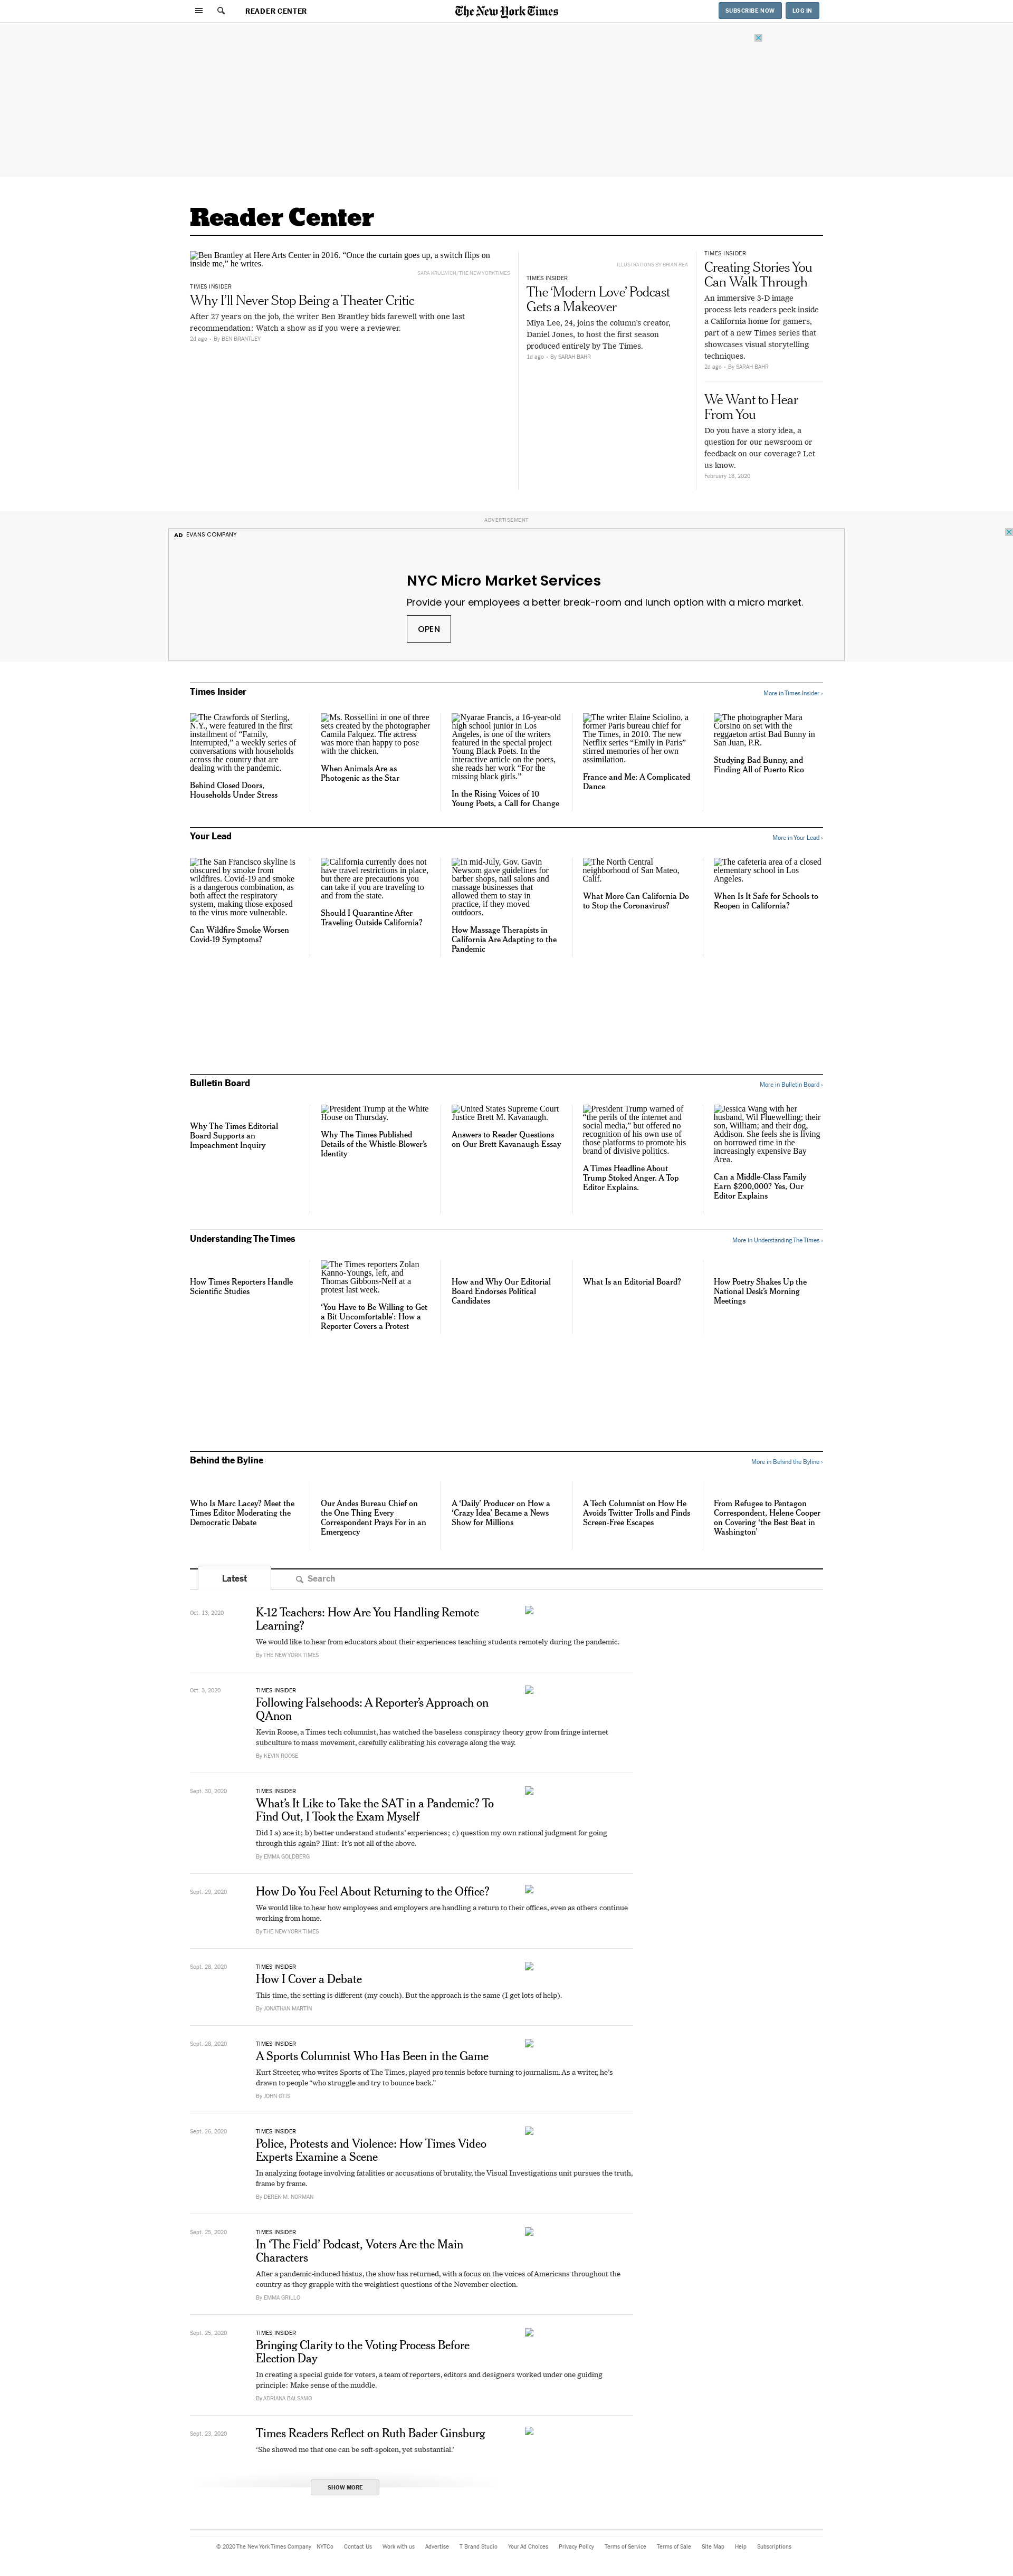 READER CENTER
The New York Times
SUBSCRIBE NOW
LOG IN
Reader Center
Ben Brantley at Here Arts Center in 2016. “Once the curtain goes up, a switch flips on
inside me,” he writes.
SARA KRULWICH/THE NEW YORK TIMES
TIMES INSIDER
Why I’ll Never Stop Being a Theater Critic
After 27 years on the job, the writer Ben Brantley bids farewell with one last
recommendation: Watch a show as if you were a reviewer.
2d ago • By BEN BRANTLEY
ILLUSTRATIONS BY BRIAN REA
TIMES INSIDER
The ‘Modern Love’ Podcast
Gets a Makeover
Miya Lee, 24, joins the column’s creator,
Daniel Jones, to host the first season
produced entirely by The Times.
1d ago • By SARAH BAHR
TIMES INSIDER
Creating Stories You
Can Walk Through
An immersive 3-D image
process lets readers peek inside
a California home for gamers,
part of a new Times series that
showcases visual storytelling
techniques.
2d ago • By SARAH BAHR
We Want to Hear
From You
Do you have a story idea, a
question for our newsroom or
feedback on our coverage? Let
us know.
February 18, 2020
ADVERTISEMENT
AD EVANS COMPANY
NYC Micro Market Services
Provide your employees a better break-room and lunch option with a micro market.
OPEN
Times Insider
More in Times Insider ›
The Crawfords of Sterling,
N.Y., were featured in the first
installment of “Family,
Interrupted,” a weekly series of
conversations with households
across the country that are
dealing with the pandemic.
Behind Closed Doors,
Households Under Stress
Ms. Rossellini in one of three
sets created by the photographer
Camila Falquez. The actress
was more than happy to pose
with the chicken.
When Animals Are as
Photogenic as the Star
Nyarae Francis, a 16-year-old
high school junior in Los
Angeles, is one of the writers
featured in the special project
Young Black Poets. In the
interactive article on the poets,
she reads her work “For the
missing black girls.”
In the Rising Voices of 10
Young Poets, a Call for Change
The writer Elaine Sciolino, a
former Paris bureau chief for
The Times, in 2010. The new
Netflix series “Emily in Paris”
stirred memories of her own
assimilation.
France and Me: A Complicated
Dance
The photographer Mara
Corsino on set with the
reggaeton artist Bad Bunny in
San Juan, P.R.
Studying Bad Bunny, and
Finding All of Puerto Rico
Your Lead
More in Your Lead ›
The San Francisco skyline is
obscured by smoke from
wildfires. Covid-19 and smoke
is a dangerous combination, as
both affect the respiratory
system, making those exposed
to the virus more vulnerable.
Can Wildfire Smoke Worsen
Covid-19 Symptoms?
California currently does not
have travel restrictions in place,
but there are precautions you
can take if you are traveling to
and from the state.
Should I Quarantine After
Traveling Outside California?
In mid-July, Gov. Gavin
Newsom gave guidelines for
barber shops, nail salons and
massage businesses that
allowed them to stay in
practice, if they moved
outdoors.
How Massage Therapists in
California Are Adapting to the
Pandemic
The North Central
neighborhood of San Mateo,
Calif.
What More Can California Do
to Stop the Coronavirus?
The cafeteria area of a closed
elementary school in Los
Angeles.
When Is It Safe for Schools to
Reopen in California?
Bulletin Board
More in Bulletin Board ›
Why The Times Editorial
Board Supports an
Impeachment Inquiry
President Trump at the White
House on Thursday.
Why The Times Published
Details of the Whistle-Blower’s
Identity
United States Supreme Court
Justice Brett M. Kavanaugh.
Answers to Reader Questions
on Our Brett Kavanaugh Essay
President Trump warned of
“the perils of the internet and
social media,” but offered no
recognition of his own use of
those platforms to promote his
brand of divisive politics.
A Times Headline About
Trump Stoked Anger. A Top
Editor Explains.
Jessica Wang with her
husband, Wil Fluewelling; their
son, William; and their dog,
Addison. She feels she is living
on borrowed time in the
increasingly expensive Bay
Area.
Can a Middle-Class Family
Earn $200,000? Yes, Our
Editor Explains
Understanding The Times
More in Understanding The Times ›
How Times Reporters Handle
Scientific Studies
The Times reporters Zolan
Kanno-Youngs, left, and
Thomas Gibbons-Neff at a
protest last week.
‘You Have to Be Willing to Get
a Bit Uncomfortable’: How a
Reporter Covers a Protest
How and Why Our Editorial
Board Endorses Political
Candidates
What Is an Editorial Board?
How Poetry Shakes Up the
National Desk’s Morning
Meetings
Behind the Byline
More in Behind the Byline ›
Who Is Marc Lacey? Meet the
Times Editor Moderating the
Democratic Debate
Our Andes Bureau Chief on
the One Thing Every
Correspondent Prays For in an
Emergency
A ‘Daily’ Producer on How a
‘Crazy Idea’ Became a News
Show for Millions
A Tech Columnist on How He
Avoids Twitter Trolls and Finds
Screen-Free Escapes
From Refugee to Pentagon
Correspondent, Helene Cooper
on Covering ‘the Best Beat in
Washington’
Latest
Search
Oct. 13, 2020
K-12 Teachers: How Are You Handling Remote
Learning?
We would like to hear from educators about their experiences teaching students remotely during the pandemic.
By THE NEW YORK TIMES
Oct. 3, 2020
TIMES INSIDER
Following Falsehoods: A Reporter’s Approach on
QAnon
Kevin Roose, a Times tech columnist, has watched the baseless conspiracy theory grow from fringe internet
subculture to mass movement, carefully calibrating his coverage along the way.
By KEVIN ROOSE
Sept. 30, 2020
TIMES INSIDER
What’s It Like to Take the SAT in a Pandemic? To
Find Out, I Took the Exam Myself
Did I a) ace it; b) better understand students’ experiences; c) question my own rational judgment for going
through this again? Hint: It’s not all of the above.
By EMMA GOLDBERG
Sept. 29, 2020
How Do You Feel About Returning to the Office?
We would like to hear how employees and employers are handling a return to their offices, even as others continue
working from home.
By THE NEW YORK TIMES
Sept. 28, 2020
TIMES INSIDER
How I Cover a Debate
This time, the setting is different (my couch). But the approach is the same (I get lots of help).
By JONATHAN MARTIN
Sept. 26, 2020
TIMES INSIDER
A Sports Columnist Who Has Been in the Game
Kurt Streeter, who writes Sports of The Times, played pro tennis before turning to journalism. As a writer, he’s
drawn to people “who struggle and try to bounce back.”
By JOHN OTIS
Sept. 26, 2020
TIMES INSIDER
Police, Protests and Violence: How Times Video
Experts Examine a Scene
In analyzing footage involving fatalities or accusations of brutality, the Visual Investigations unit pursues the truth,
frame by frame.
By DEREK M. NORMAN
Sept. 25, 2020
TIMES INSIDER
In ‘The Field’ Podcast, Voters Are the Main
Characters
After a pandemic-induced hiatus, the show has returned, with a focus on the voices of Americans throughout the
country as they grapple with the weightiest questions of the November election.
By EMMA GRILLO
Sept. 25, 2020
TIMES INSIDER
Bringing Clarity to the Voting Process Before
Election Day
In creating a special guide for voters, a team of reporters, editors and designers worked under one guiding
principle: Make sense of the muddle.
By ADRIANA BALSAMO
Sept. 23, 2020
Times Readers Reflect on Ruth Bader Ginsburg
‘She showed me that one can be soft-spoken, yet substantial.’
SHOW MORE
© 2020 The New York Times Company NYTCo Contact Us Work with us Advertise T Brand Studio Your Ad Choices Privacy Policy Terms of Service Terms of Sale Site Map Help Subscriptions